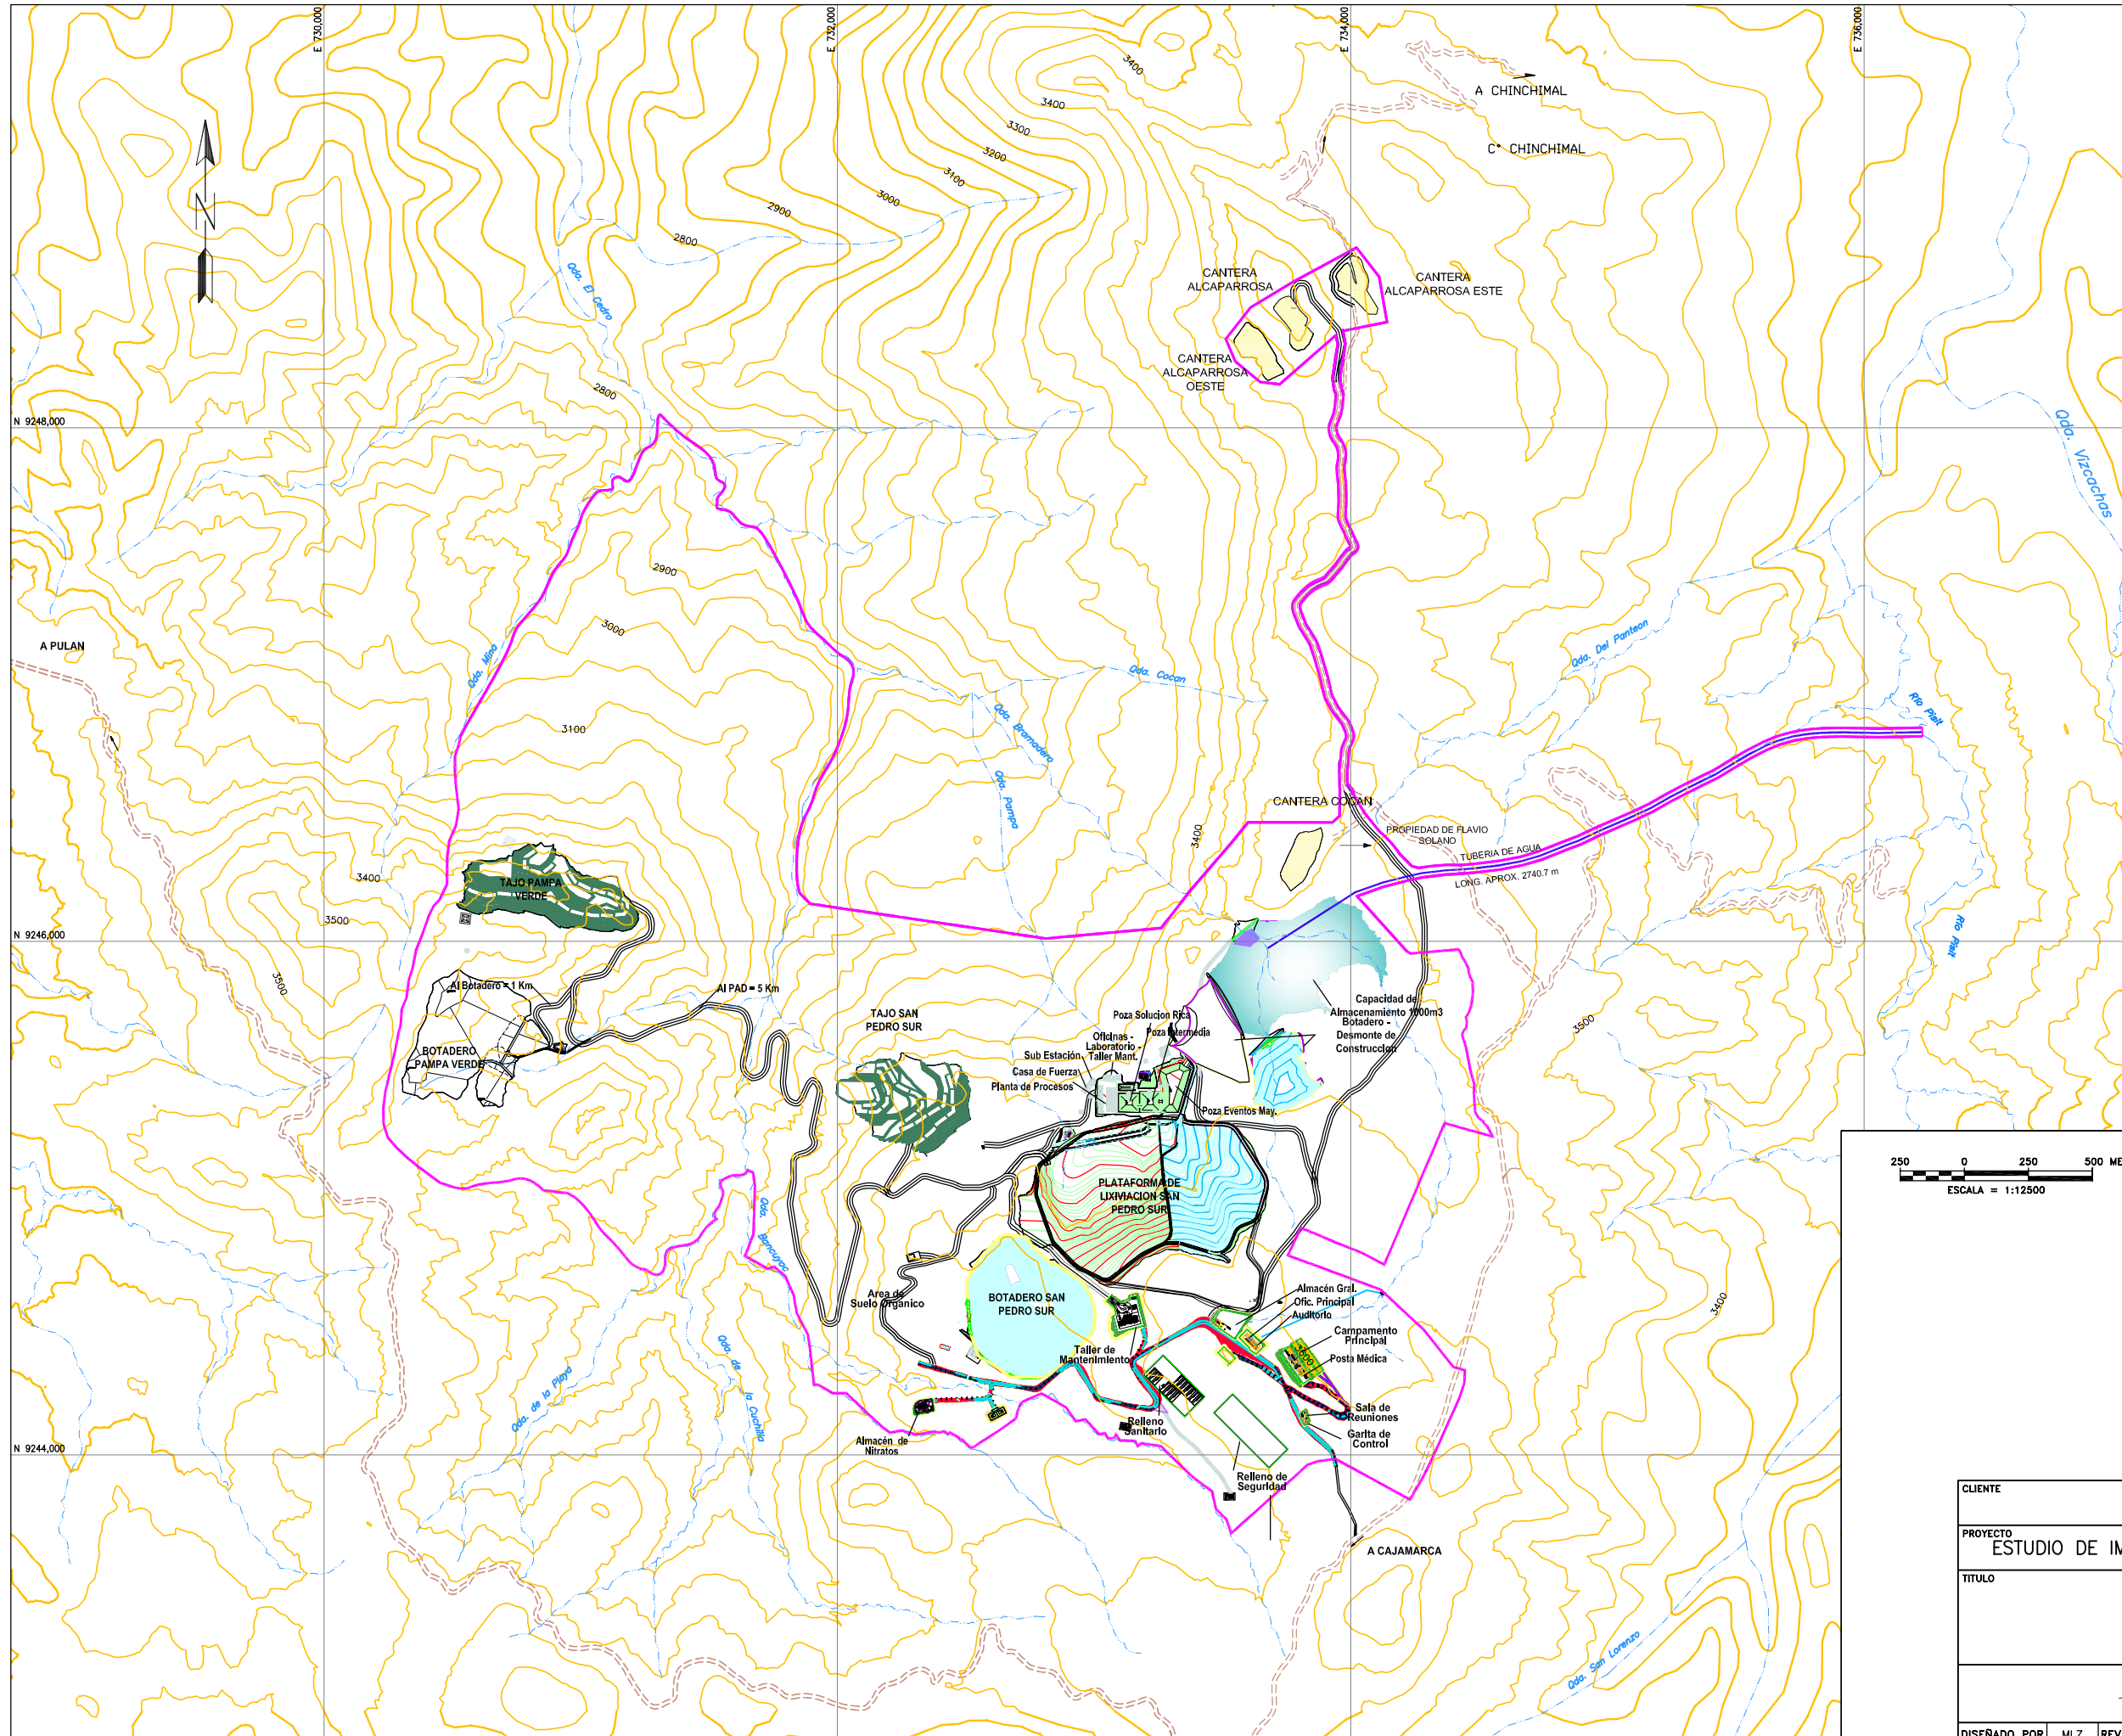 E 730,000
E 732,000
E 734,000
E 736,000
3400
3400
3300
3200
3100
3000
2900
2800
A CHINCHIMAL
C° CHINCHIMAL
N
Qda. El Cedro
CANTERA
ALCAPARROSA
CANTERA
ALCAPARROSA ESTE
CANTERA
ALCAPARROSA
OESTE
2800
N 9248,000
Qda. Vizcachas
2900
3000
A PULAN
Qda. Mina
Qda. Cocan
Qda. Del Panteon
Qda. Bramadero
Río Pisit
3100
Qda. Pampa
CANTERA COCAN
3400
PROPIEDAD DE FLAVIO
SOLANO
TUBERIA DE AGUA
LONG. APROX. 2740.7 m
3400
TAJO PAMPA
VERDE
3500
N 9246,000
Río Pisit
3500
Al Botadero = 1 Km
Al PAD = 5 Km
TAJO SAN
PEDRO SUR
Poza Solucion Rica
Poza Intermedia
Capacidad de
Almacenamiento 1000m3
Botadero -
Desmonte de
Construccion
3500
Oficinas -
Laboratorio -
Taller Mant.
Sub Estación
Casa de Fuerza
Planta de Procesos
BOTADERO
PAMPA VERDE
Poza Eventos May.
PLATAFORMA DE
LIXIVIACION SAN
PEDRO SUR
250 0 250 500 ME
ESCALA = 1:12500
Qda. Bancuyoc
Area de
Suelo Organico
BOTADERO SAN
PEDRO SUR
Almacén Gral.
Ofic. Principal
Auditorio
3400
Campamento
Principal
3600
Posta Médica
Taller de
Mantenimiento
Qda. de la Playa
Qda. de la Cuchilla
Sala de
Reuniones
Garita de
Control
Relleno
Sanitario
Almacén de
Nitratos
N 9244,000
Relleno de
Seguridad
A CAJAMARCA
Qda. San Lorenzo
CLIENTE
PROYECTO
ESTUDIO DE IM
TITULO
DISEÑADO POR MLZ REV